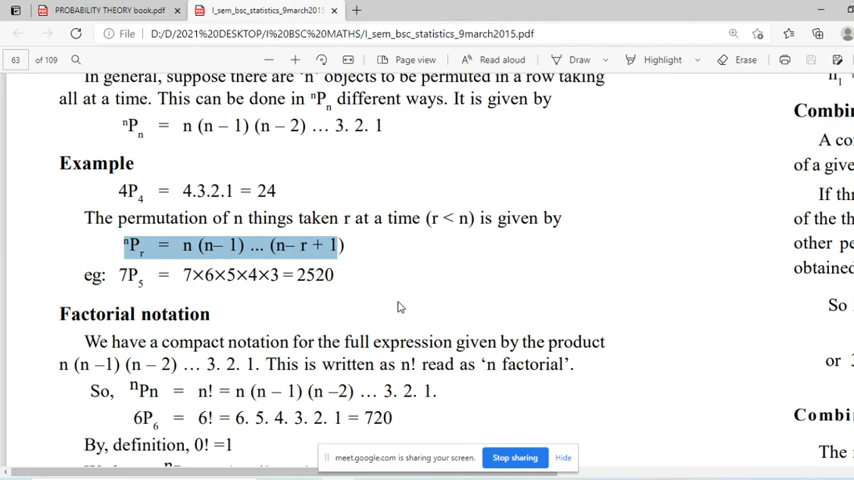 PROBABILITY THEORY book.pdf
I_sem_bsc_statistics_9march2015.
File D:/D/2021%20DESKTOP/I%20BSC%20MATHS/I_sem_bsc_statistics_9march2015.pdf
63 of 109 Page view Read aloud Draw Highlight Erase
In general, suppose there are 'n' objects to be permuted in a row taking
all at a time. This can be done in ⁿPₙ different ways. It is given by
ⁿPₙ = n (n – 1) (n – 2) … 3. 2. 1
Example
4P₄ = 4.3.2.1 = 24
The permutation of n things taken r at a time (r < n) is given by
ⁿPᵣ = n (n– 1) ... (n– r + 1)
eg: 7P₅ = 7×6×5×4×3 = 2520
Factorial notation
We have a compact notation for the full expression given by the product
n (n –1) (n – 2) … 3. 2. 1. This is written as n! read as 'n factorial'.
So, ⁿPn = n! = n (n – 1) (n –2) … 3. 2. 1.
6P₆ = 6! = 6. 5. 4. 3. 2. 1 = 720
By, definition, 0! =1
n₁
Combin
A co
of a give
If th
of the th
other pe
obtained
So
or
Combin
The
meet.google.com is sharing your screen. Stop sharing Hide